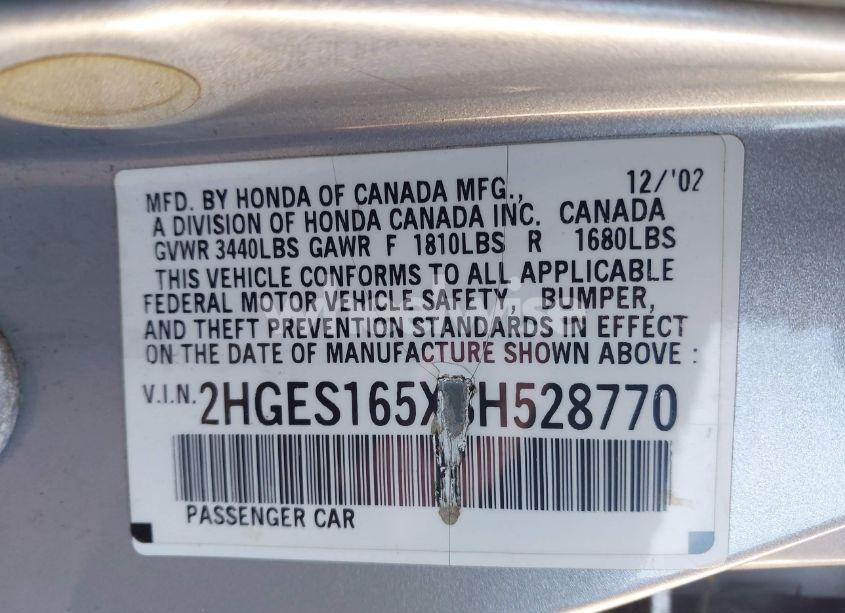 MFD. BY HONDA OF CANADA MFG., 12/'02
A DIVISION OF HONDA CANADA INC. CANADA
GVWR 3440LBS GAWR F 1810LBS R 1680LBS
THIS VEHICLE CONFORMS TO ALL APPLICABLE
FEDERAL MOTOR VEHICLE SAFETY, BUMPER,
AND THEFT PREVENTION STANDARDS IN EFFECT
ON THE DATE OF MANUFACTURE SHOWN ABOVE :
V.I.N. 2HGES165X3H528770
PASSENGER CAR